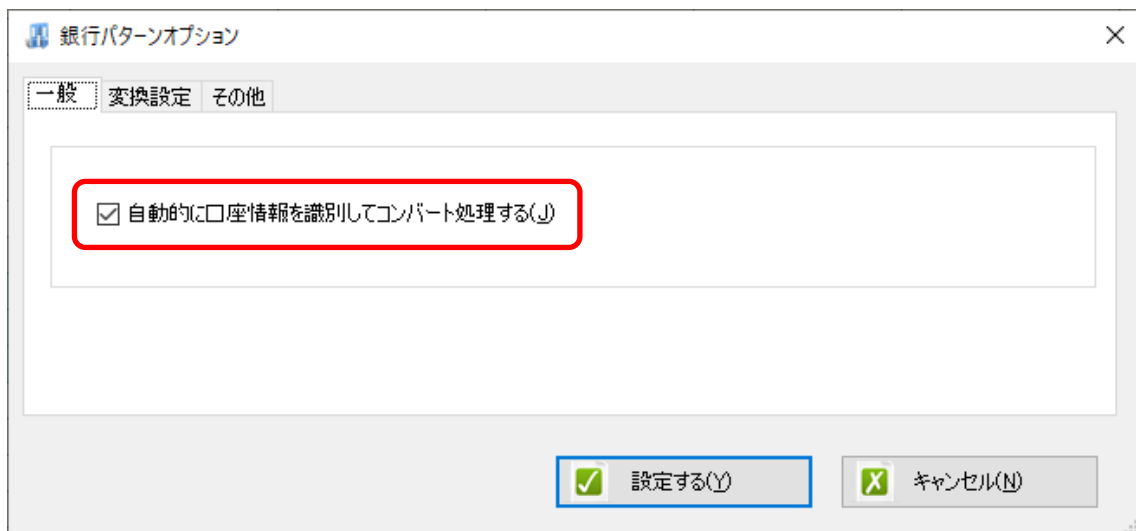 銀行パターンオプション
一般 変換設定 その他
自動的に口座情報を識別してコンバート処理する(J)
設定する(Y) キャンセル(N)